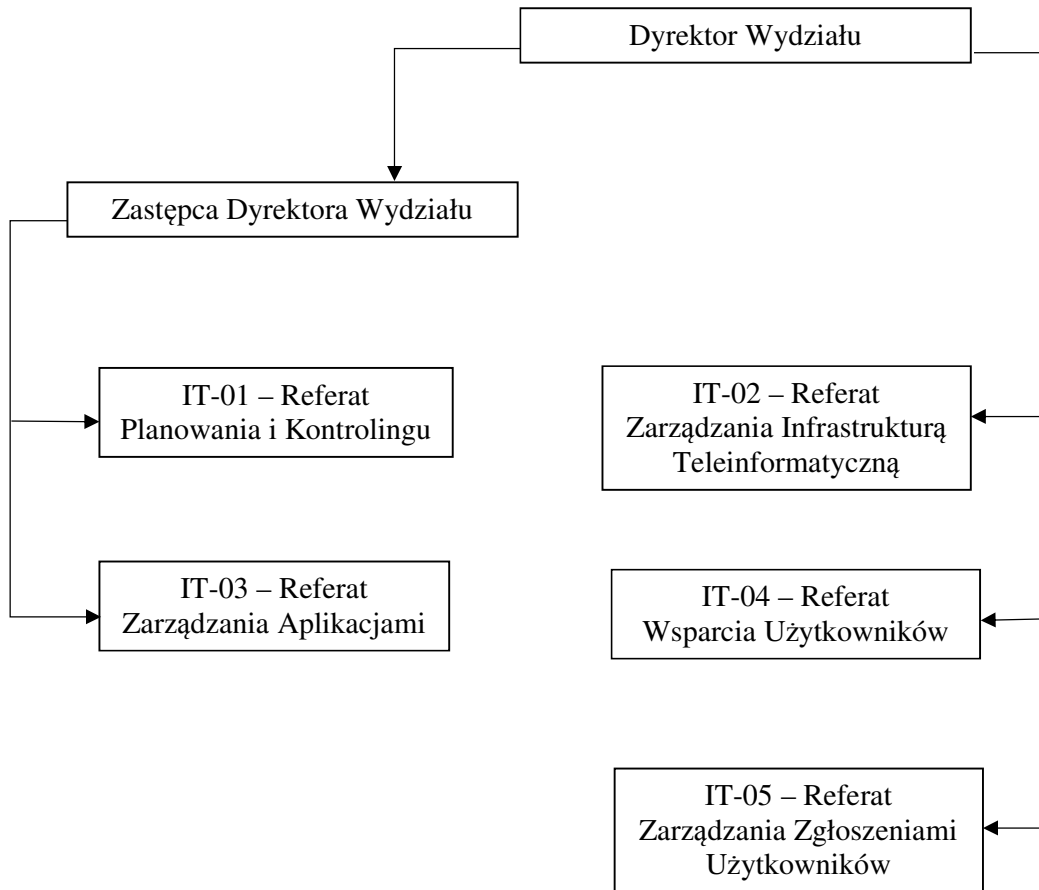 Dyrektor Wydziału
Zastępca Dyrektora Wydziału
IT-01 – Referat
Planowania i Kontrolingu
IT-02 – Referat
Zarządzania Infrastrukturą
Teleinformatyczną
IT-03 – Referat
Zarządzania Aplikacjami
IT-04 – Referat
Wsparcia Użytkowników
IT-05 – Referat
Zarządzania Zgłoszeniami
Użytkowników